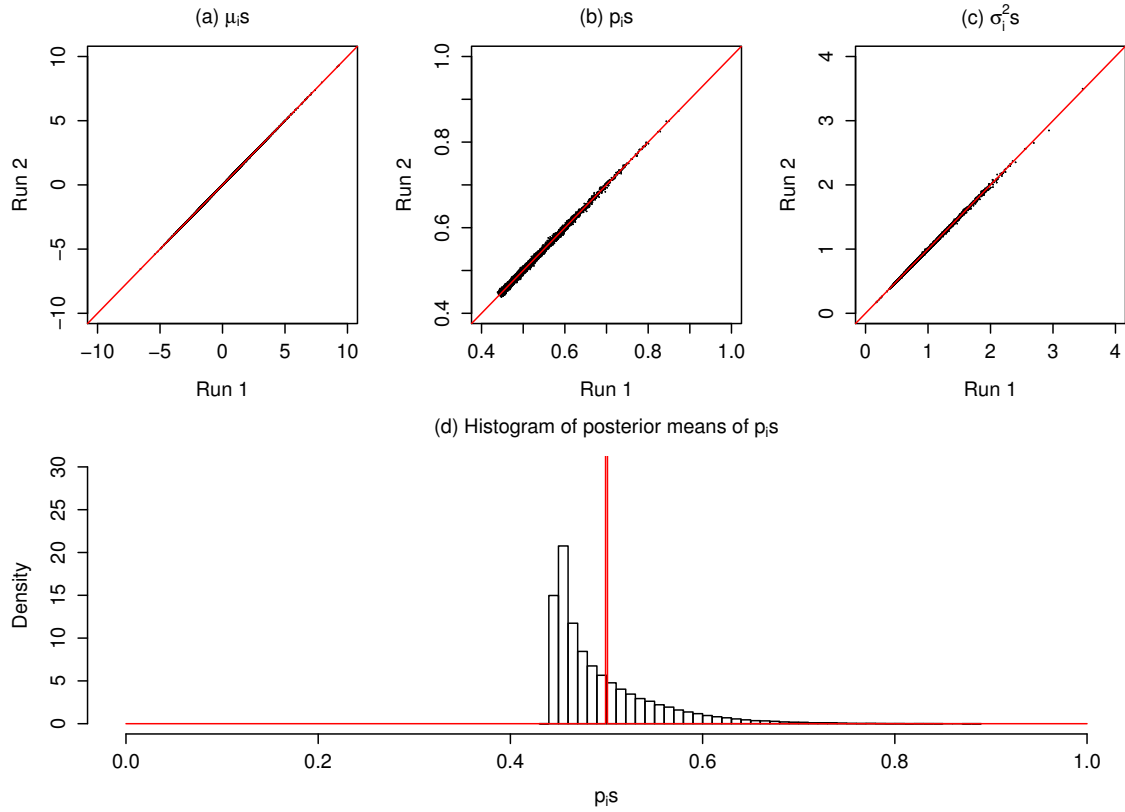 (a) μᵢs
(b) pᵢs
(c) σᵢ²s
10
5
0
−5
−10
Run 2
−10 −5 0 5 10
Run 1
1.0
0.8
0.6
0.4
Run 2
0.4 0.6 0.8 1.0
Run 1
4
3
2
1
0
Run 2
0 1 2 3 4
Run 1
(d) Histogram of posterior means of pᵢs
30
25
20
15
10
5
0
Density
0.0 0.2 0.4 0.6 0.8 1.0
pᵢs